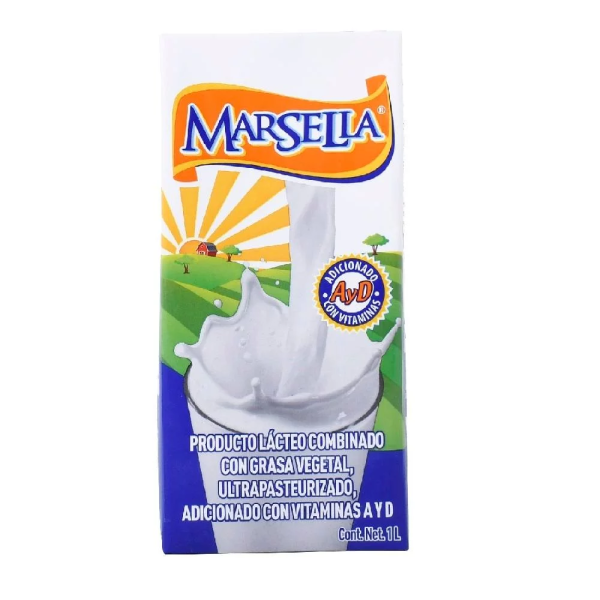 MARSELLA®
ADICIONADO
AyD
CON VITAMINAS
PRODUCTO LÁCTEO COMBINADO
CON GRASA VEGETAL,
ULTRAPASTEURIZADO,
ADICIONADO CON VITAMINAS A Y D
Cont. Net. 1 L